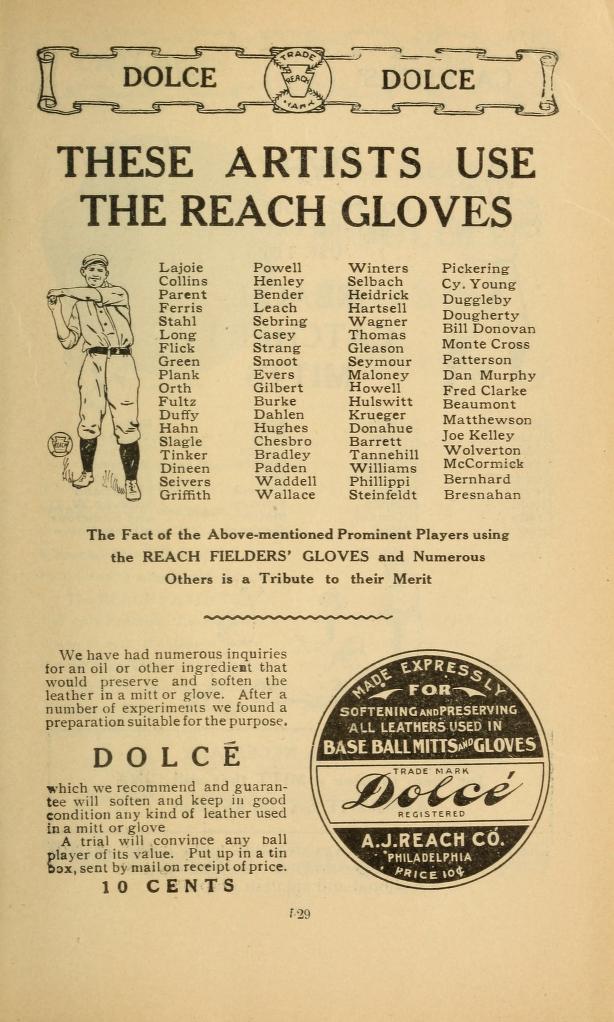 DOLCE
TRADE
REACH
MARK
DOLCE
THESE ARTISTS USE
THE REACH GLOVES
Lajoie
Collins
Parent
Ferris
Stahl
Long
Flick
Green
Plank
Orth
Fultz
Duffy
Hahn
Slagle
Tinker
Dineen
Seivers
Griffith
Powell
Henley
Bender
Leach
Sebring
Casey
Strang
Smoot
Evers
Gilbert
Burke
Dahlen
Hughes
Chesbro
Bradley
Padden
Waddell
Wallace
Winters
Selbach
Heidrick
Hartsell
Wagner
Thomas
Gleason
Seymour
Maloney
Howell
Hulswitt
Krueger
Donahue
Barrett
Tannehill
Williams
Phillippi
Steinfeldt
Pickering
Cy. Young
Duggleby
Dougherty
Bill Donovan
Monte Cross
Patterson
Dan Murphy
Fred Clarke
Beaumont
Matthewson
Joe Kelley
Wolverton
McCormick
Bernhard
Bresnahan
The Fact of the Above-mentioned Prominent Players using
the REACH FIELDERS' GLOVES and Numerous
Others is a Tribute to their Merit
We have had numerous inquiries
for an oil or other ingredient that
would preserve and soften the
leather in a mitt or glove. After a
number of experiments we found a
preparation suitable for the purpose.
DOLCÉ
which we recommend and guaran-
tee will soften and keep in good
condition any kind of leather used
in a mitt or glove
A trial will convince any ball
player of its value. Put up in a tin
box, sent by mail on receipt of price.
10 CENTS
MADE EXPRESSLY
FOR
SOFTENING AND PRESERVING
ALL LEATHERS USED IN
BASE BALL MITTS AND GLOVES
TRADE MARK
Dolcé
REGISTERED
A.J. REACH CO.
PHILADELPHIA
PRICE 10¢
29